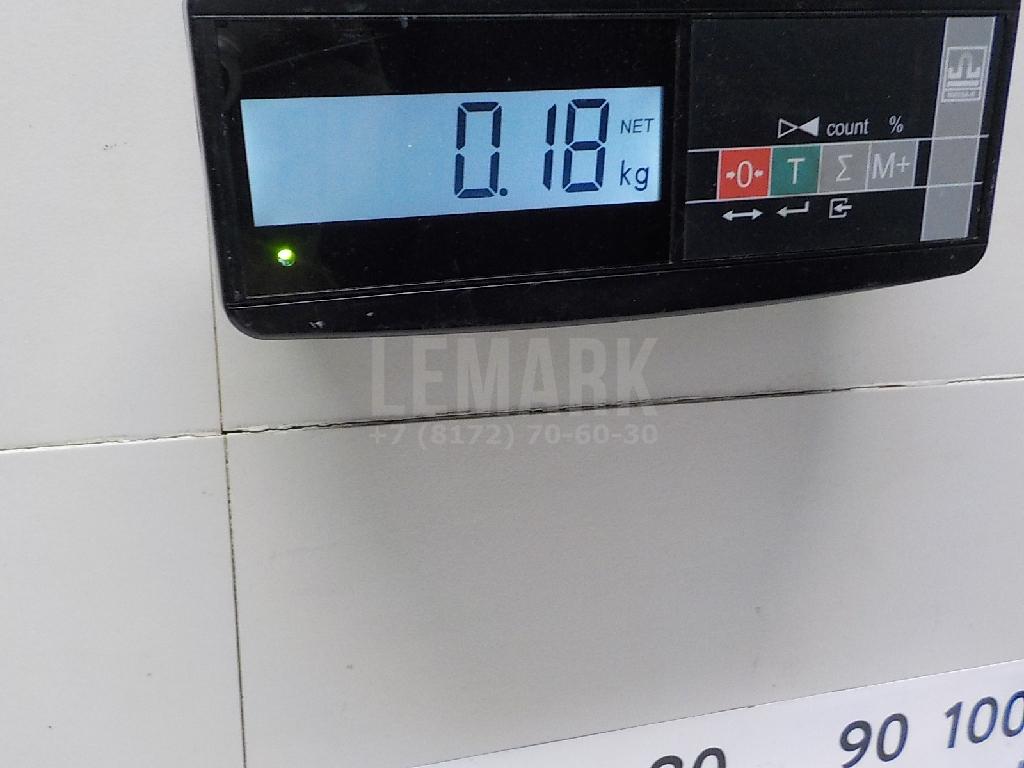 0.18 NET
kg
count %
→0← T Σ M+
LEMARK
+7 (8172) 70-60-30
90 100